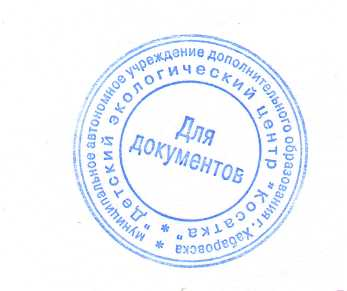 * муниципальное автономное учреждение дополнительного образования г. Хабаровска
* "Детский экологический центр "Косатка"
Для
документов